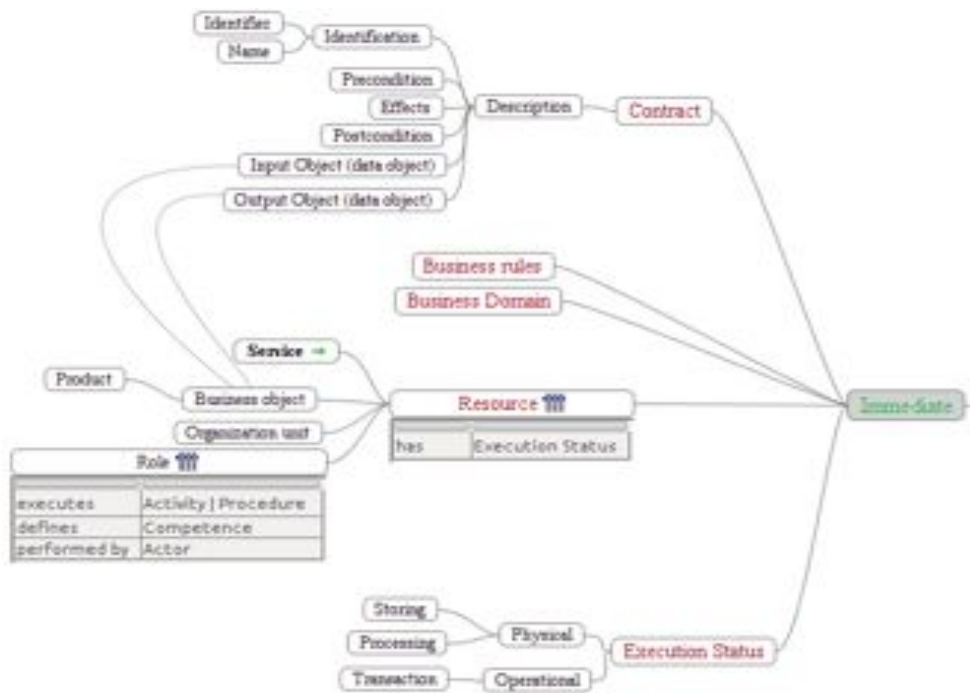 Identifier
Name
Identification
Precondition
Effects
Postcondition
Input Object (data object)
Output Object (data object)
Description
Contract
Business rules
Business Domain
Service
Product
Business object
Organization unit
Role
executes Activity | Procedure
defines Competence
performed by Actor
Resource
has Execution Status
Immediate
Storing
Processing
Physical
Transaction
Operational
Execution Status